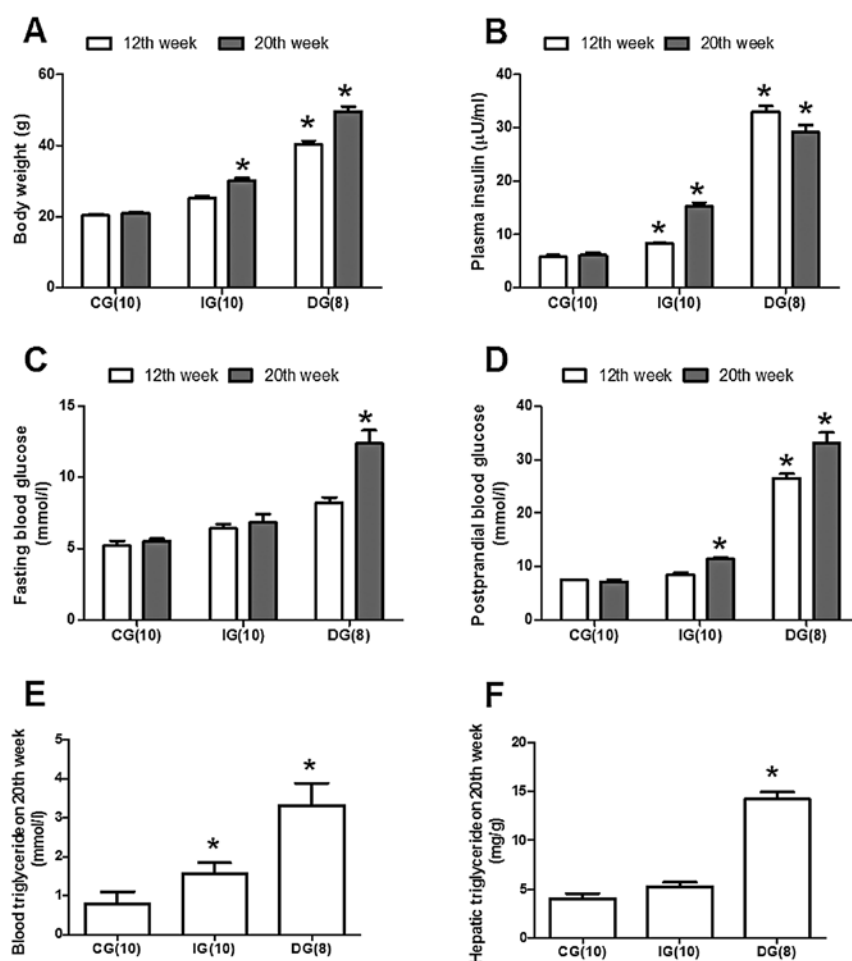 A
12th week 20th week
Body weight (g)
60
40
20
0
* * *
CG(10) IG(10) DG(8)
B
12th week 20th week
Plasma insulin (μU/ml)
40
30
20
10
0
* * * *
CG(10) IG(10) DG(8)
C
12th week 20th week
Fasting blood glucose
(mmol/l)
15
10
5
0
*
CG(10) IG(10) DG(8)
D
12th week 20th week
Postprandial blood glucose
(mmol/l)
40
30
20
10
0
* * *
CG(10) IG(10) DG(8)
E
Blood triglyceride on 20th week
(mmol/l)
5
4
3
2
1
0
* *
CG(10) IG(10) DG(8)
F
Hepatic triglyceride on 20th week
(mg/g)
20
15
10
5
0
*
CG(10) IG(10) DG(8)